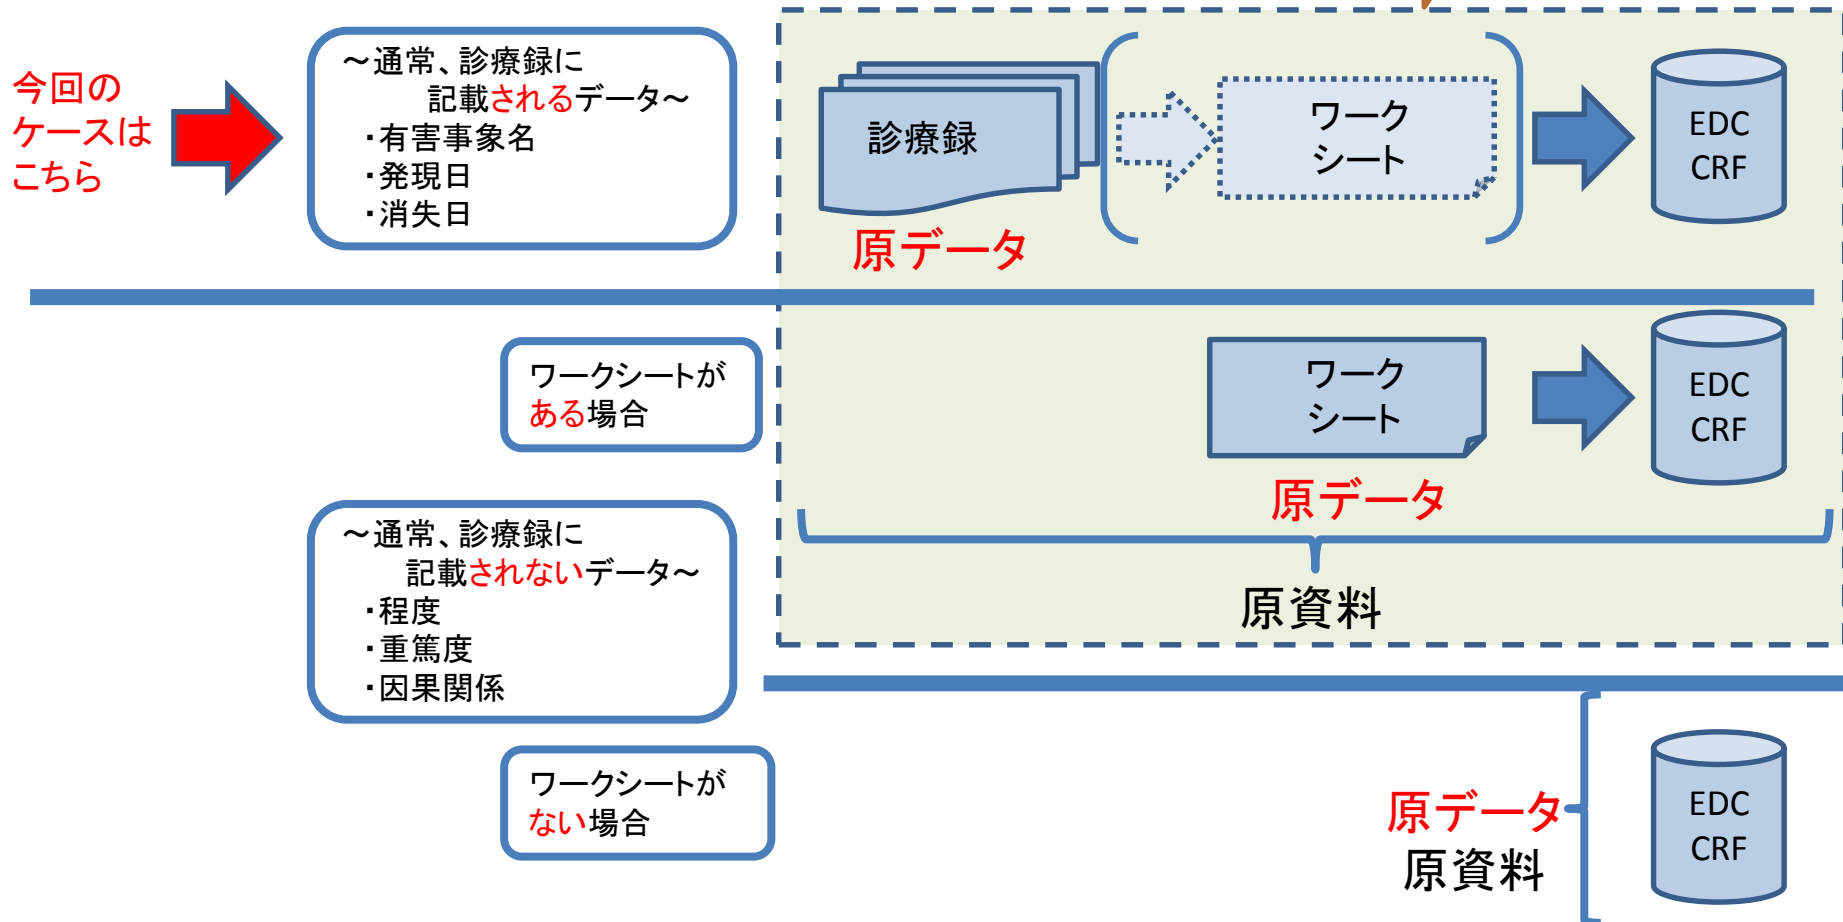 今回の
ケースは
こちら
～通常、診療録に
記載されるデータ～
・有害事象名
・発現日
・消失日
診療録
原データ
ワーク
シート
EDC
CRF
ワークシートが
ある場合
ワーク
シート
原データ
EDC
CRF
原資料
～通常、診療録に
記載されないデータ～
・程度
・重篤度
・因果関係
ワークシートが
ない場合
原データ
原資料
EDC
CRF